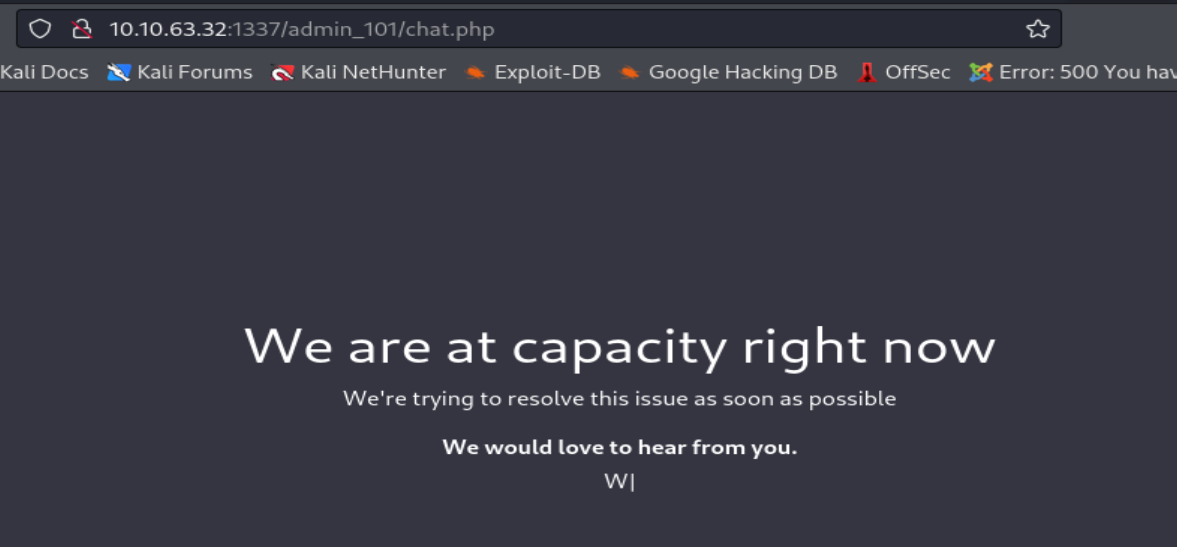 10.10.63.32:1337/admin_101/chat.php
Kali Docs Kali Forums Kali NetHunter Exploit-DB Google Hacking DB OffSec Error: 500 You hav
We are at capacity right now
We're trying to resolve this issue as soon as possible
We would love to hear from you.
W|